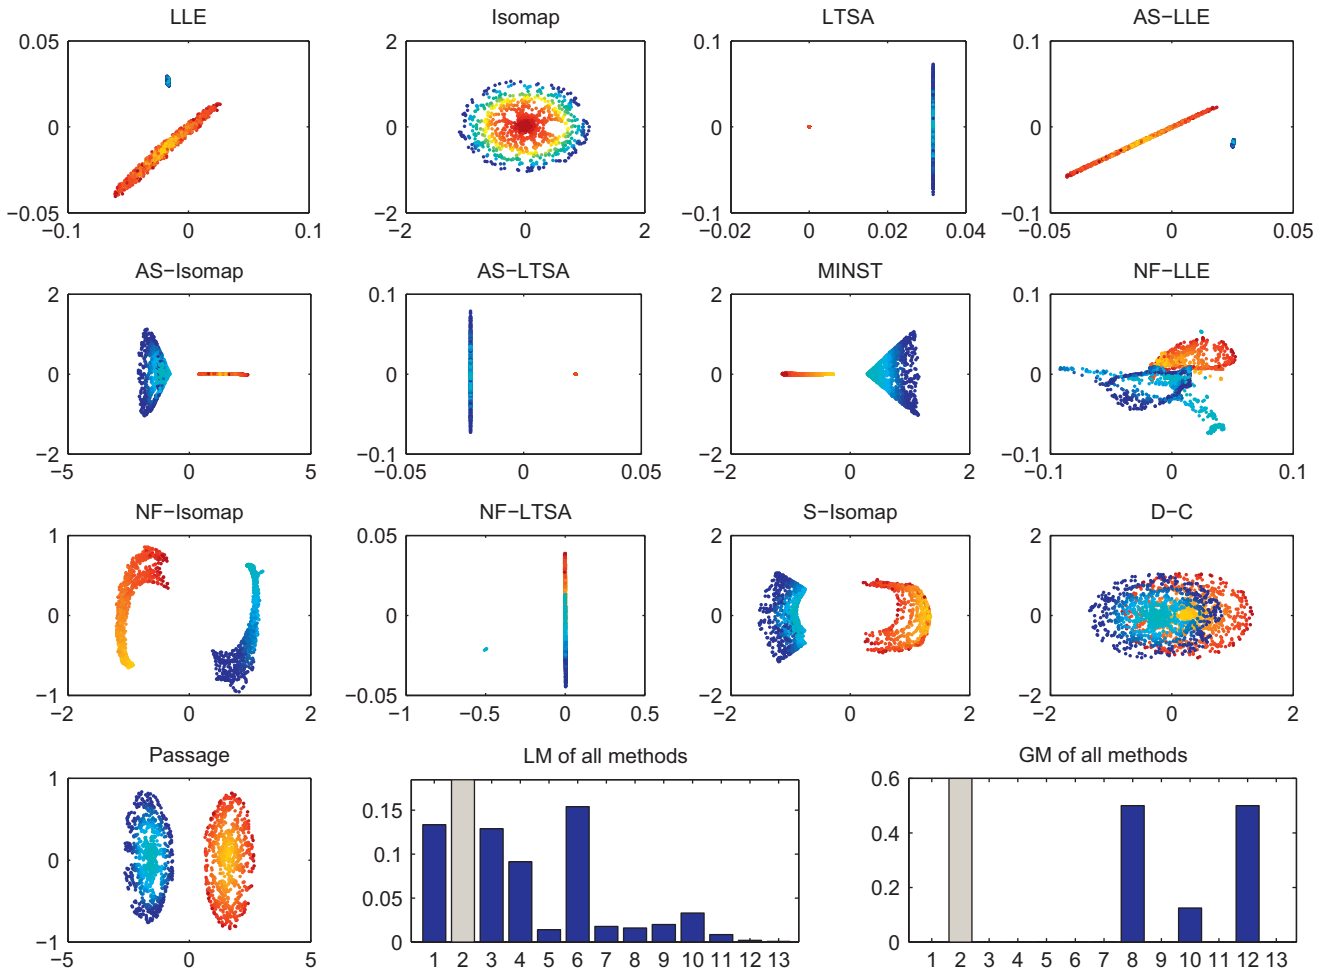 LLE
Isomap
LTSA
AS−LLE
0.05
0
−0.05
−0.1 0 0.1
2
0
−2
−2 0 2
0.1
0
−0.1
−0.02 0 0.02 0.04
0.1
0
−0.1
−0.05 0 0.05
AS−Isomap
AS−LTSA
MINST
NF−LLE
2
0
−2
−5 0 5
0.1
0
−0.1
−0.05 0 0.05
2
0
−2
−2 0 2
0.1
0
−0.1
−0.1 0 0.1
NF−Isomap
NF−LTSA
S−Isomap
D−C
1
0
−1
−2 0 2
0.05
0
−0.05
−1 −0.5 0 0.5
2
0
−2
−2 0 2
2
0
−2
−2 0 2
Passage
LM of all methods
GM of all methods
1
0
−1
−5 0 5
0.15
0.1
0.05
0
1 2 3 4 5 6 7 8 9 10 11 12 13
0.6
0.4
0.2
0
1 2 3 4 5 6 7 8 9 10 11 12 13